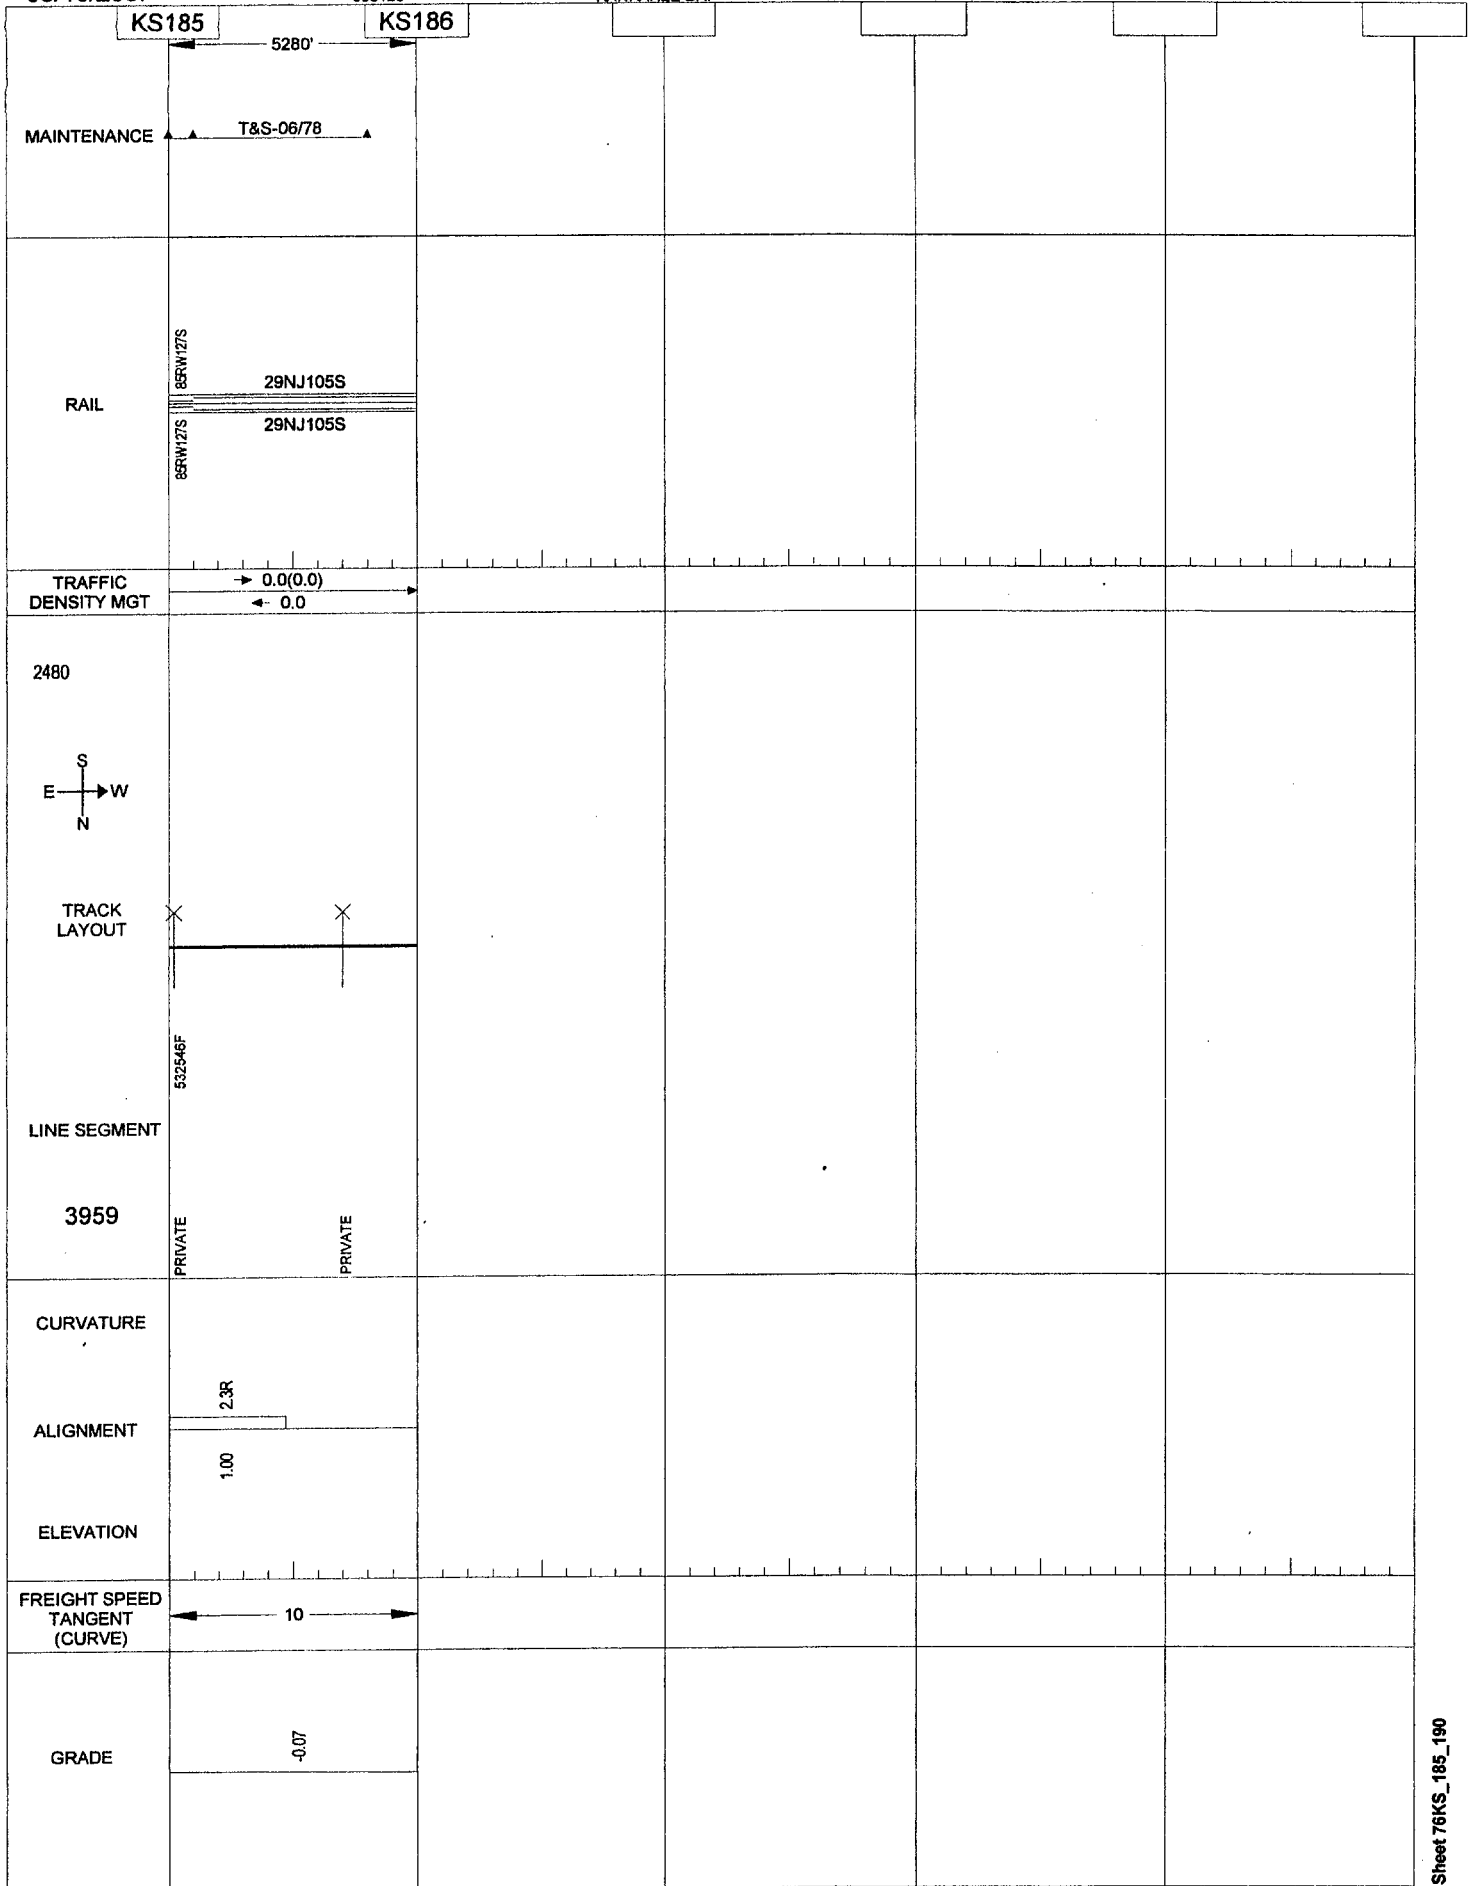 KS185
KS186
5280'
MAINTENANCE
T&S-06/78
85RW127S
29NJ105S
RAIL
29NJ105S
85RW127S
TRAFFIC
DENSITY MGT
0.0(0.0)
0.0
2480
S
E W
N
TRACK
LAYOUT
532546F
LINE SEGMENT
3959
PRIVATE
PRIVATE
CURVATURE
2.3R
ALIGNMENT
1.00
ELEVATION
FREIGHT SPEED
TANGENT
(CURVE)
10
-0.07
GRADE
Sheet 76KS_185_190